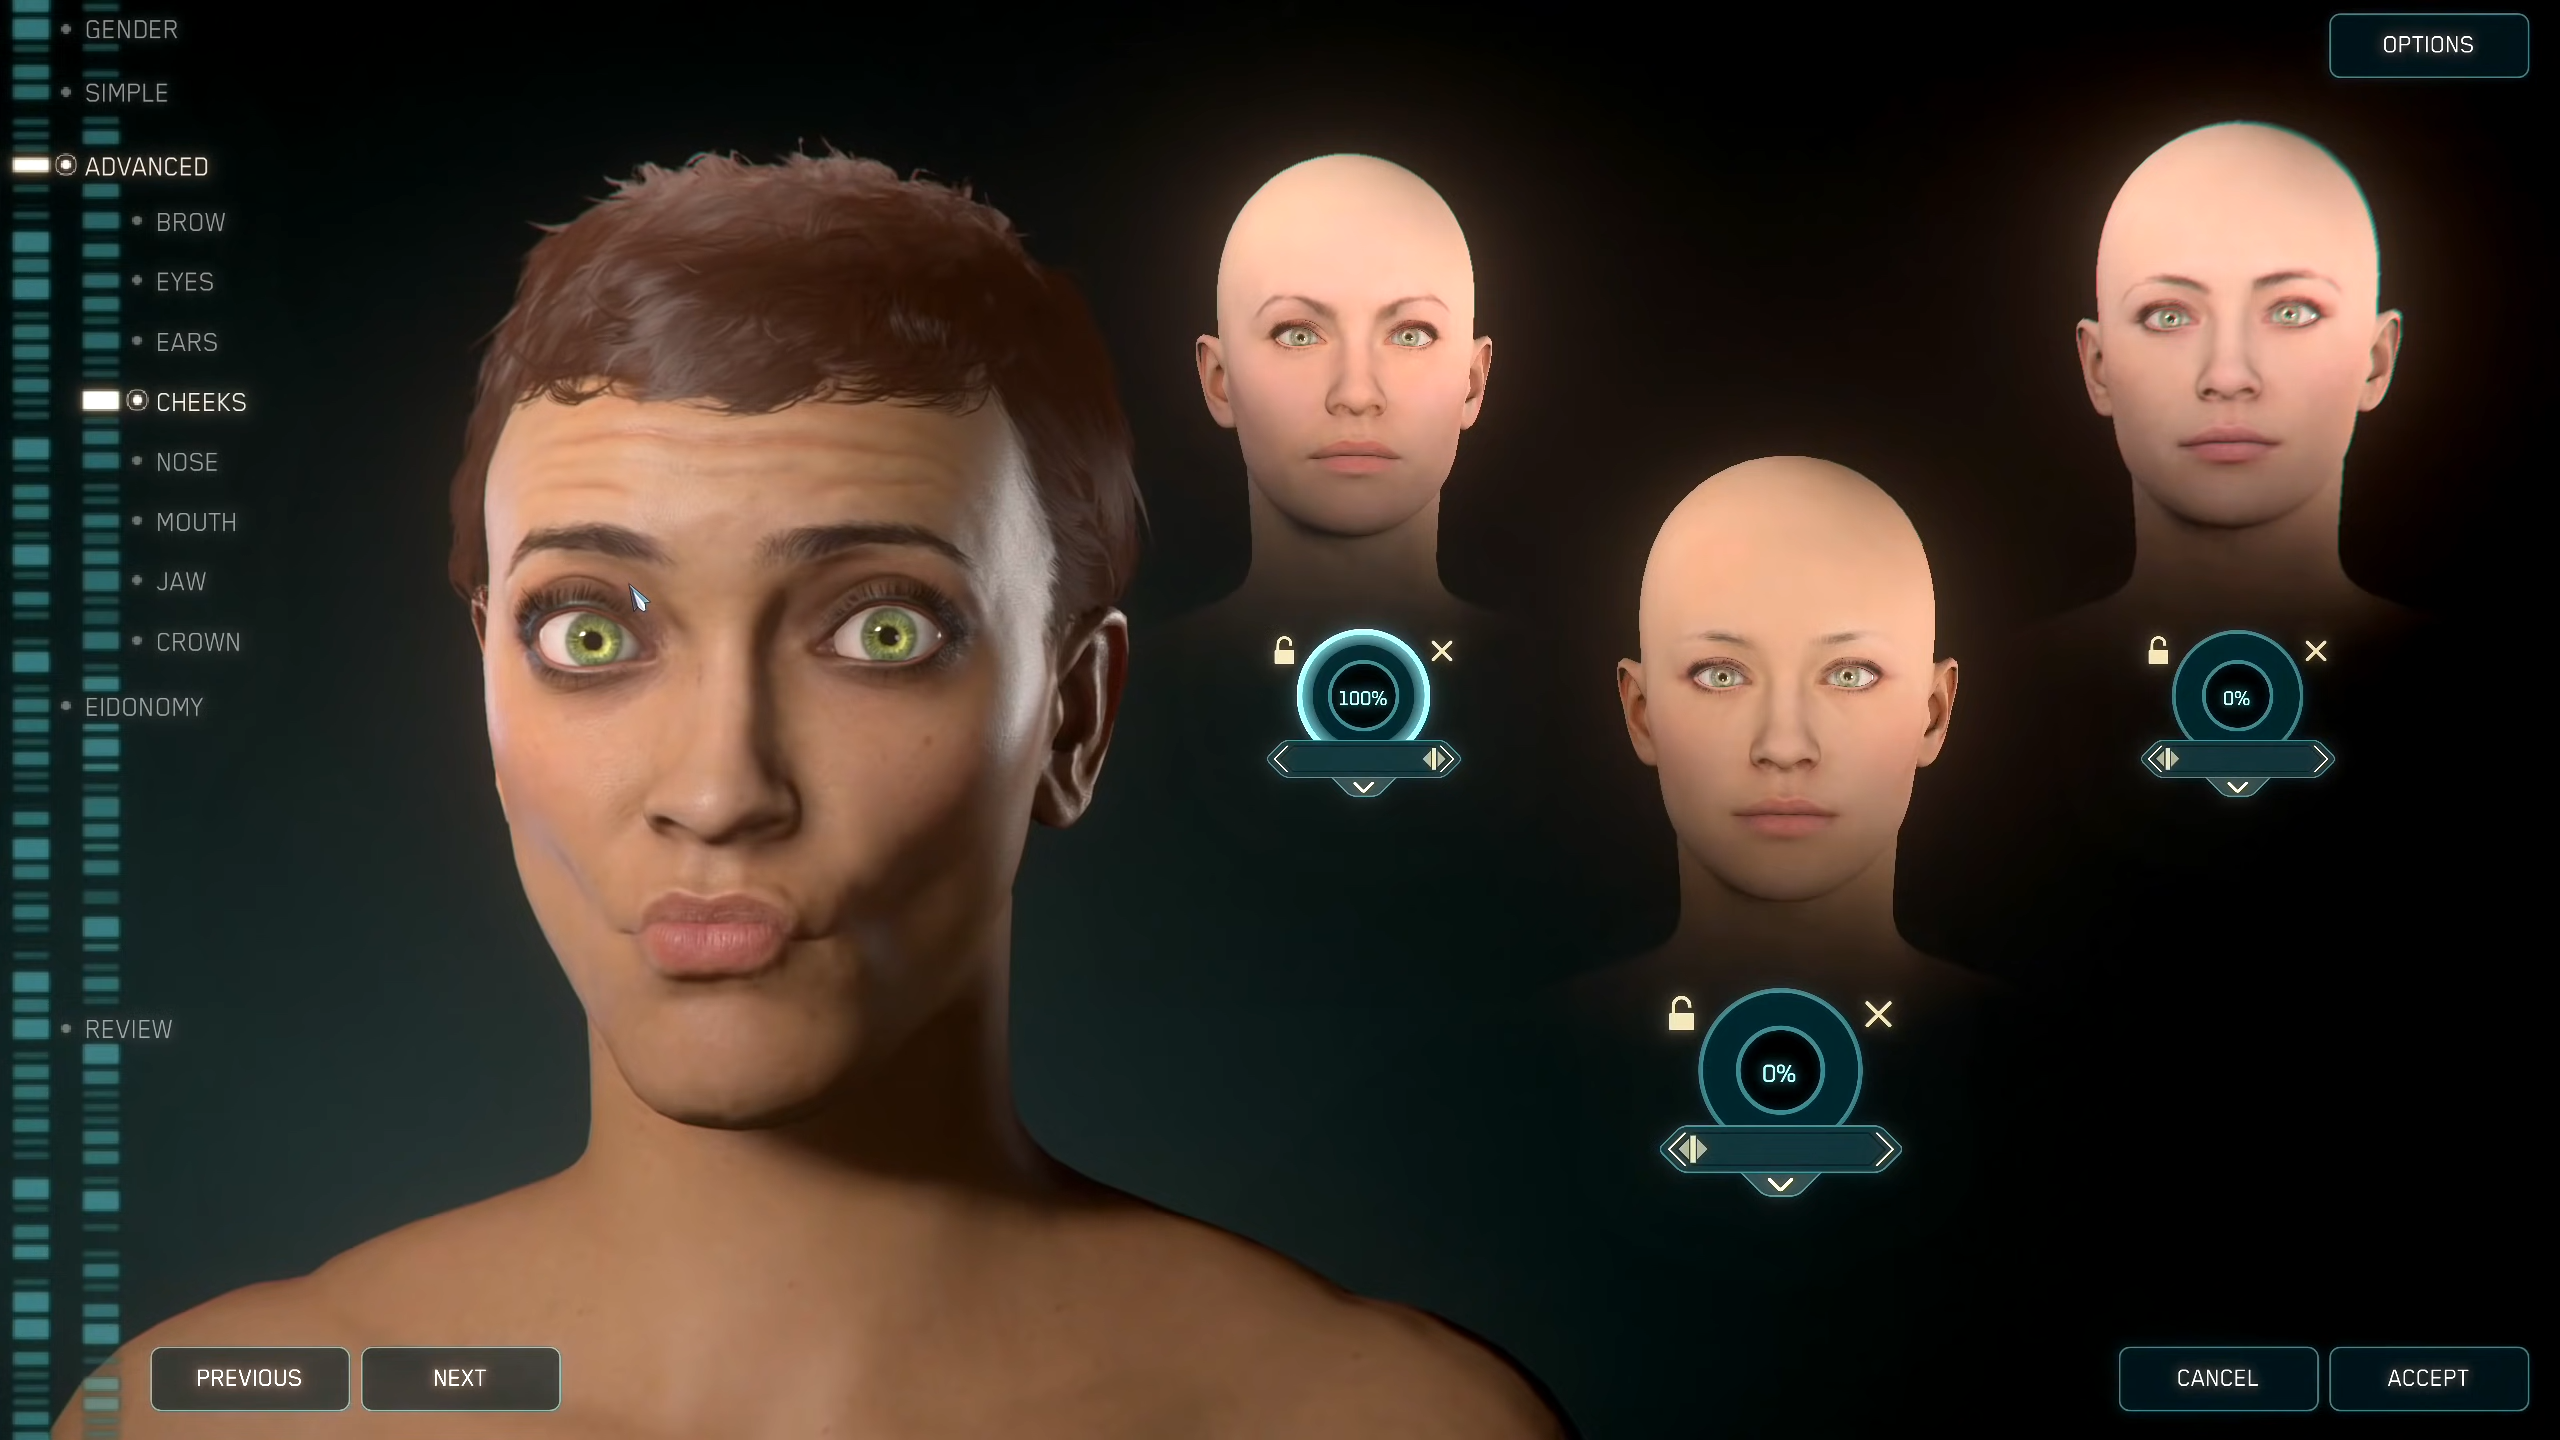 GENDER
SIMPLE
ADVANCED
BROW
EYES
EARS
CHEEKS
NOSE
MOUTH
JAW
CROWN
EIDONOMY
REVIEW
OPTIONS
100%
0%
0%
PREVIOUS
NEXT
CANCEL
ACCEPT